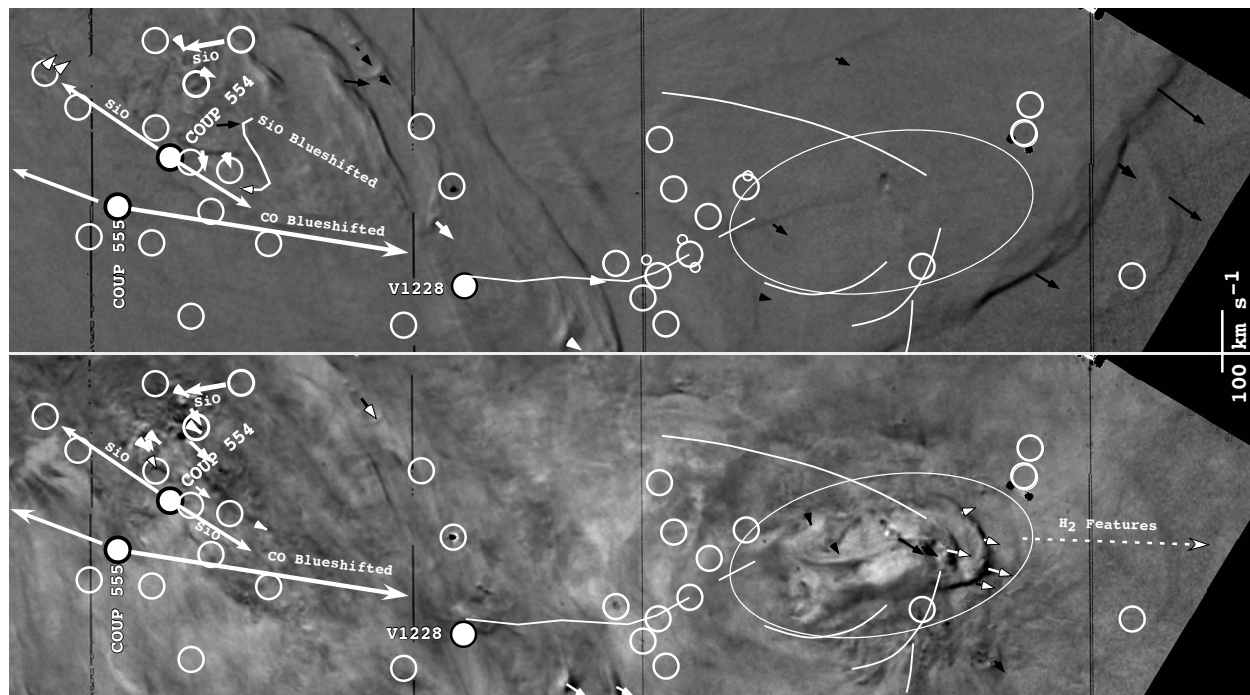 SiO
SiO
COUP 554
SiO Blueshifted
CO Blueshifted
COUP 555
V1228
100 km s⁻¹
SiO
SiO
COUP 554
SiO
H₂ Features
CO Blueshifted
COUP 555
V1228